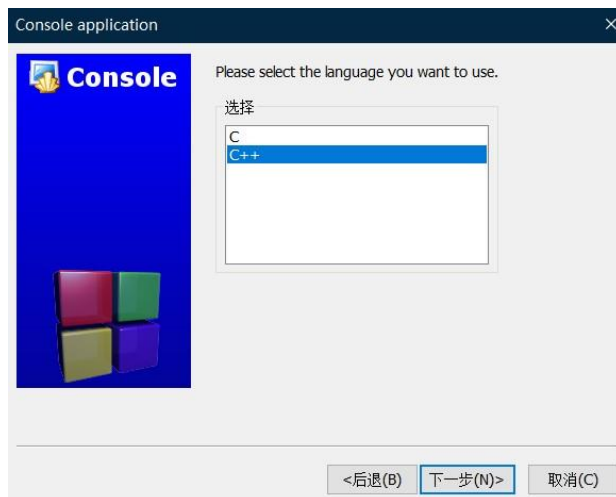 Console application
Console
Please select the language you want to use.
选择
C
C++
<后退(B)
下一步(N)>
取消(C)